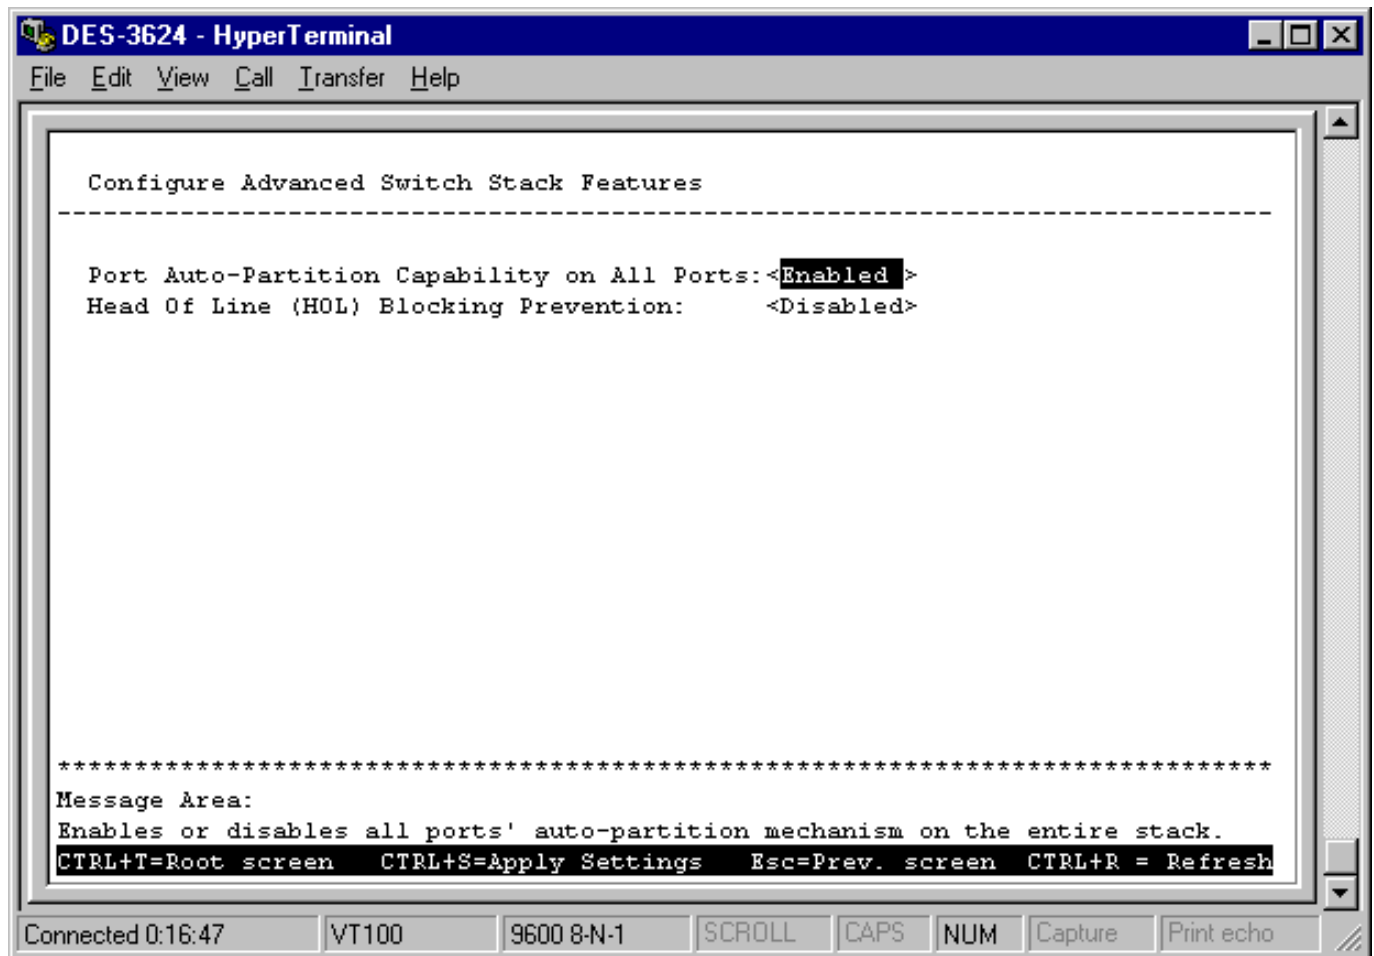 DES-3624 - HyperTerminal
File Edit View Call Transfer Help
Configure Advanced Switch Stack Features
-------------------------------------------------------------------------------
Port Auto-Partition Capability on All Ports:<Enabled >
Head Of Line (HOL) Blocking Prevention: <Disabled>
*******************************************************************************
Message Area:
Enables or disables all ports' auto-partition mechanism on the entire stack.
CTRL+T=Root screen CTRL+S=Apply Settings Esc=Prev. screen CTRL+R = Refresh
Connected 0:16:47 VT100 9600 8-N-1 SCROLL CAPS NUM Capture Print echo